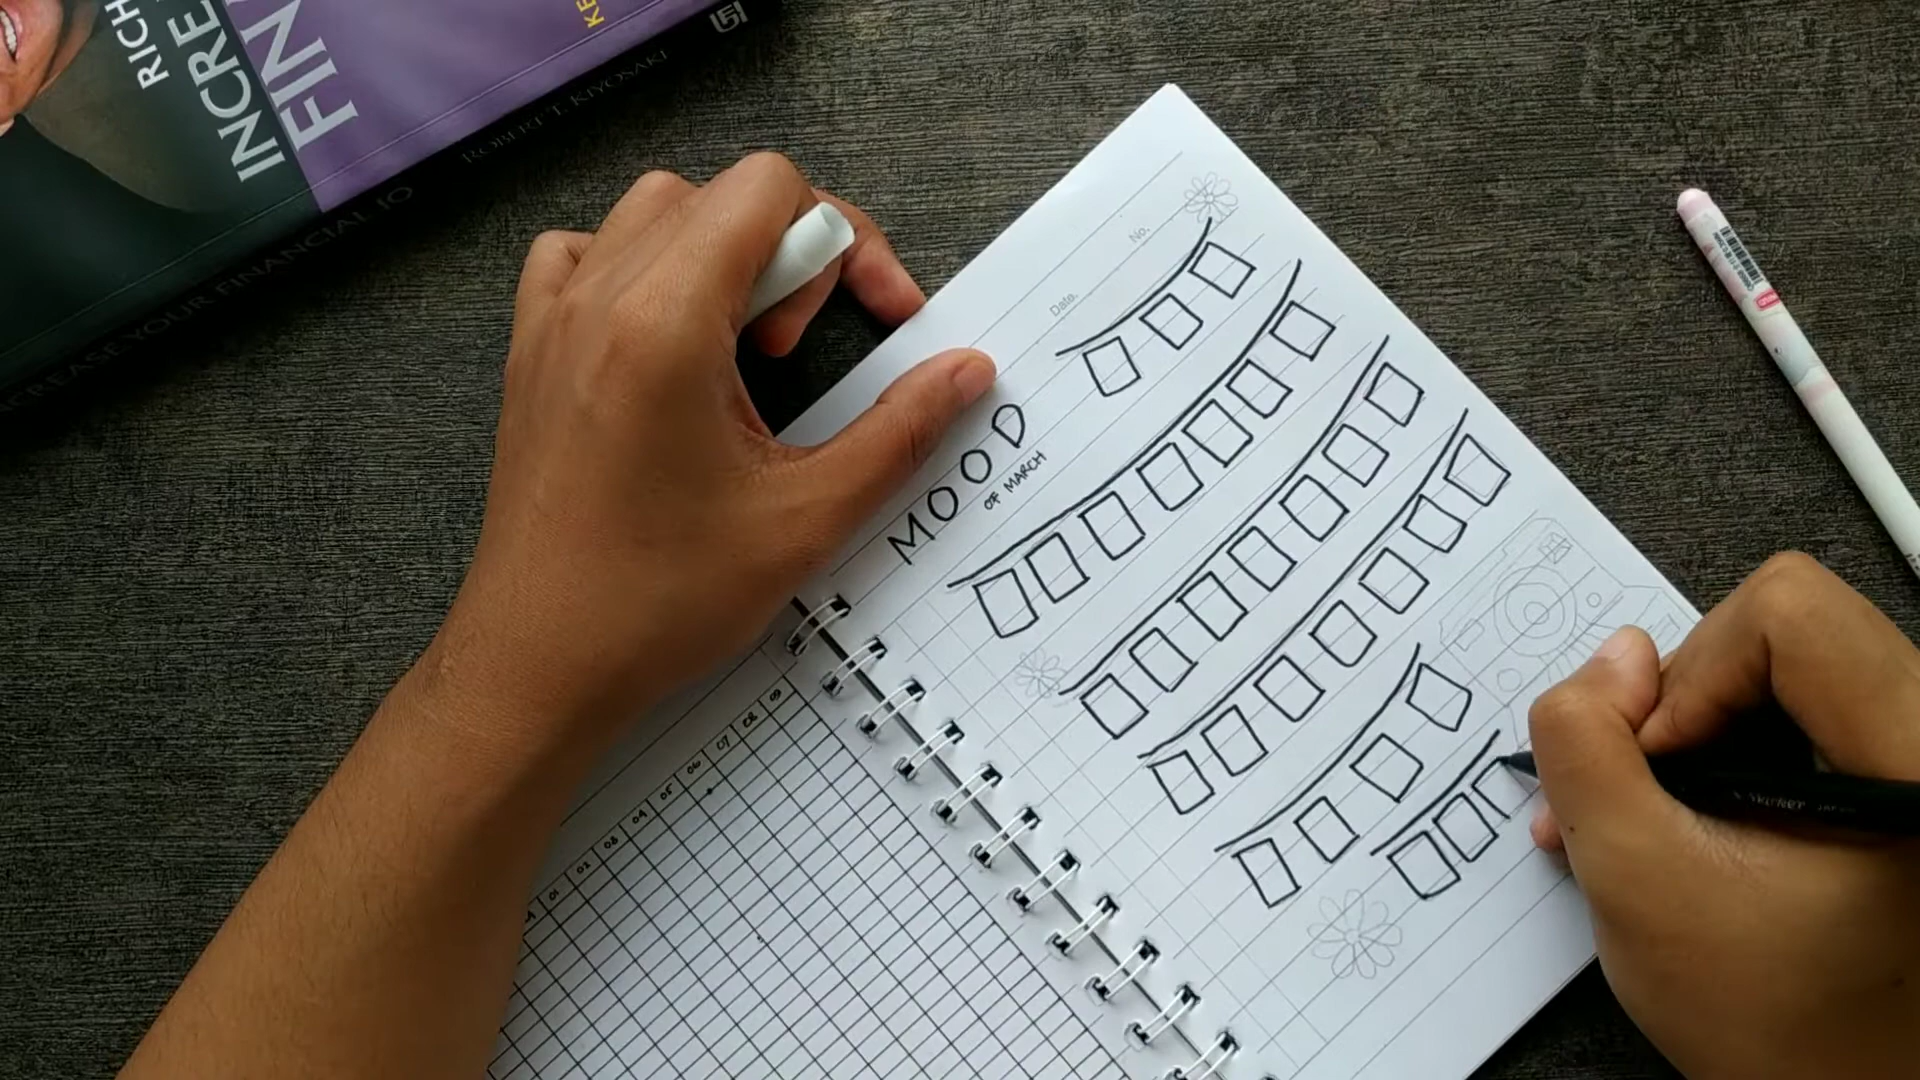 RICH
INCRE
FIN
KE
INCREASE YOUR FINANCIAL IQ
ROBERT T. KIYOSAKI
No.
Date.
MOOD
OF MARCH
01 02 03 04 05 06 07 08 09